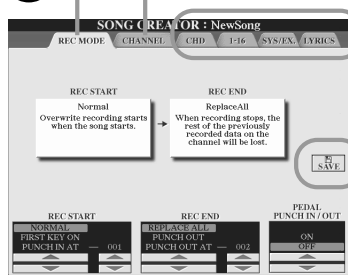 SONG CREATOR : NewSong
REC MODE CHANNEL CHD 1-16 SYS/EX. LYRICS
REC START
Normal
Overwrite recording starts
when the song starts.
REC END
ReplaceAll
When recording stops, the
rest of the previously
recorded data on the
channel will be lost.
SAVE
REC START
NORMAL
FIRST KEY ON
PUNCH IN AT — 001
REC END
REPLACE ALL
PUNCH OUT
PUNCH OUT AT — 002
PEDAL
PUNCH IN / OUT
ON
OFF